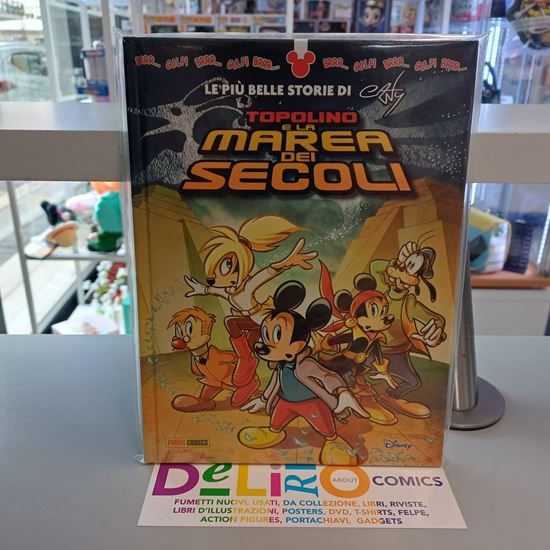 BRRR... GULP! BRRR... GULP! BRRR... GULP! BRRR... GULP! BRRR...
LE PIÙ BELLE STORIE DI Casty
TOPOLINO
E LA
MAREA
DEI
SECOLI
PANINI COMICS
Disney
DeLiRiO
ABOUT
COMICS
FUMETTI NUOVI, USATI, DA COLLEZIONE, LIBRI, RIVISTE,
LIBRI D'ILLUSTRAZIONI, POSTERS, DVD, T-SHIRTS, FELPE,
ACTION FIGURES, PORTACHIAVI, GADGETS